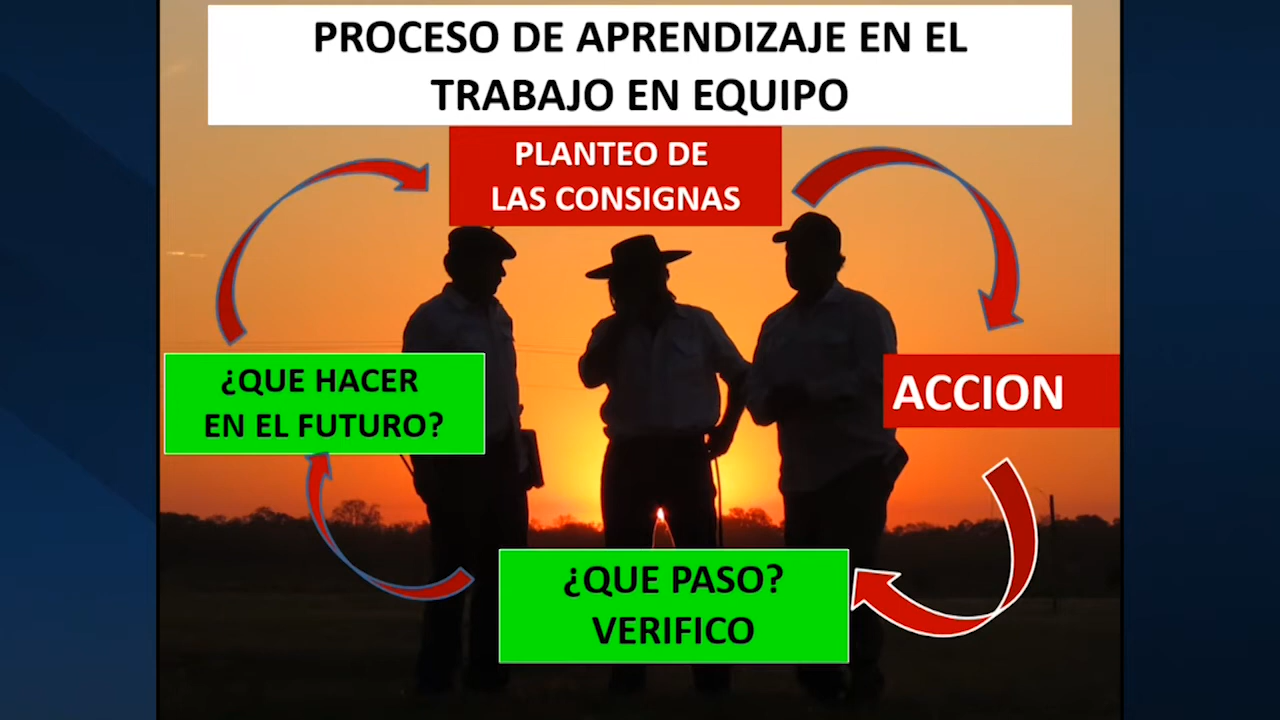 PROCESO DE APRENDIZAJE EN EL
TRABAJO EN EQUIPO
PLANTEO DE
LAS CONSIGNAS
ACCION
¿QUE PASO?
VERIFICO
¿QUE HACER
EN EL FUTURO?